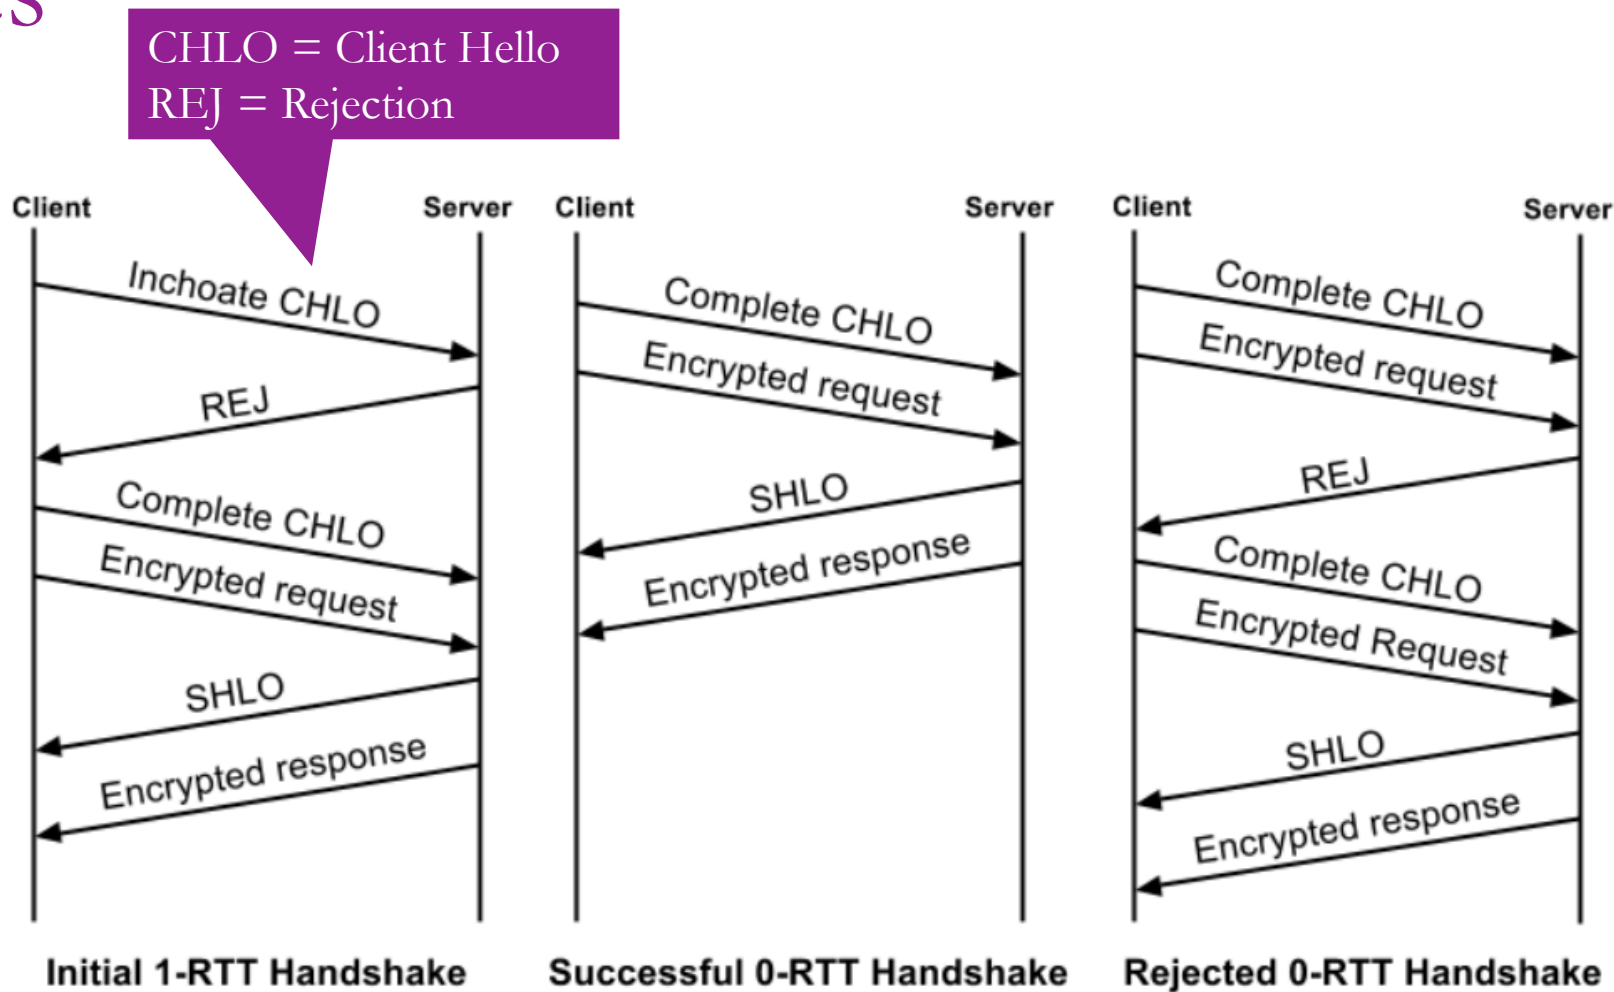 CHLO = Client Hello
REJ = Rejection
Client
Server
Inchoate CHLO
REJ
Complete CHLO
Encrypted request
SHLO
Encrypted response
Initial 1-RTT Handshake
Client
Server
Complete CHLO
Encrypted request
SHLO
Encrypted response
Successful 0-RTT Handshake
Client
Server
Complete CHLO
Encrypted request
REJ
Complete CHLO
Encrypted Request
SHLO
Encrypted response
Rejected 0-RTT Handshake